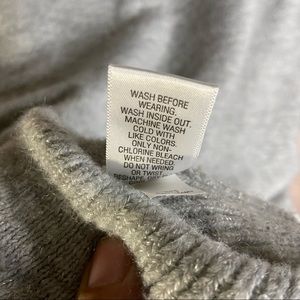 WASH BEFORE
WEARING.
WASH INSIDE OUT.
MACHINE WASH
COLD WITH
LIKE COLORS.
ONLY NON-
CHLORINE BLEACH
WHEN NEEDED.
DO NOT WRING
OR TWIST.
RESHAPE,